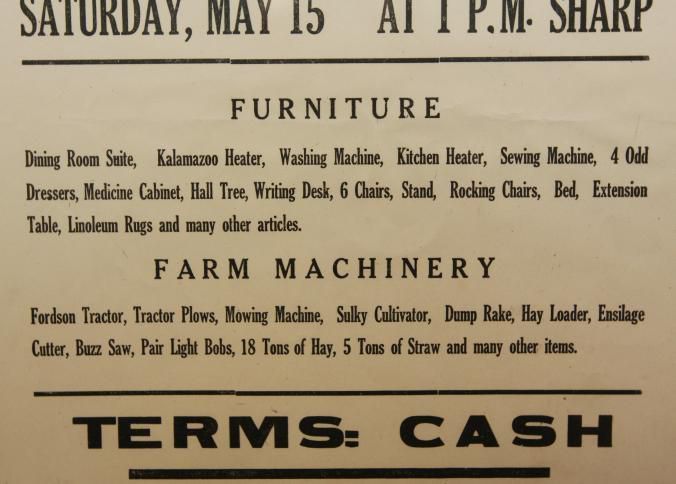 SATURDAY, MAY 15 AT 1 P.M. SHARP
FURNITURE
Dining Room Suite, Kalamazoo Heater, Washing Machine, Kitchen Heater, Sewing Machine, 4 Odd
Dressers, Medicine Cabinet, Hall Tree, Writing Desk, 6 Chairs, Stand, Rocking Chairs, Bed, Extension
Table, Linoleum Rugs and many other articles.
FARM MACHINERY
Fordson Tractor, Tractor Plows, Mowing Machine, Sulky Cultivator, Dump Rake, Hay Loader, Ensilage
Cutter, Buzz Saw, Pair Light Bobs, 18 Tons of Hay, 5 Tons of Straw and many other items.
TERMS: CASH